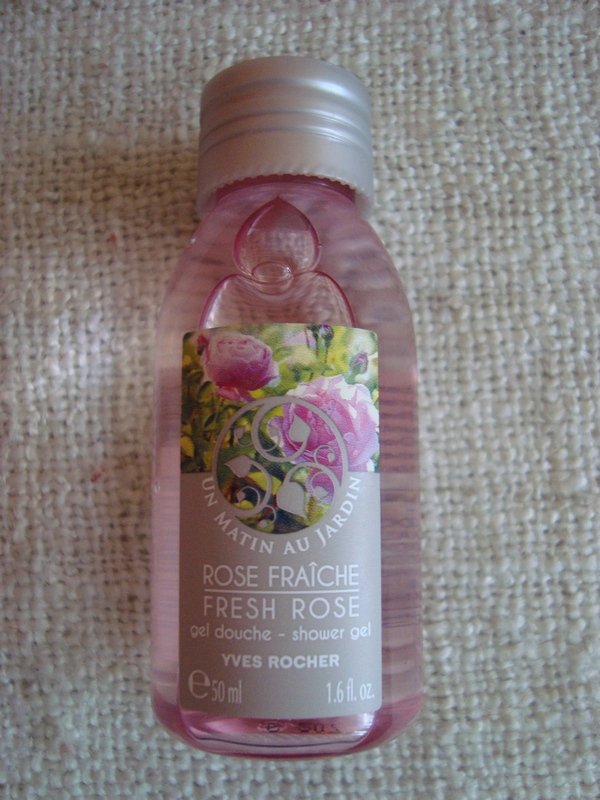 UN MATIN AU JARDIN
ROSE FRAÎCHE
FRESH ROSE
gel douche - shower gel
YVES ROCHER
℮50 ml 1.6 fl. oz.